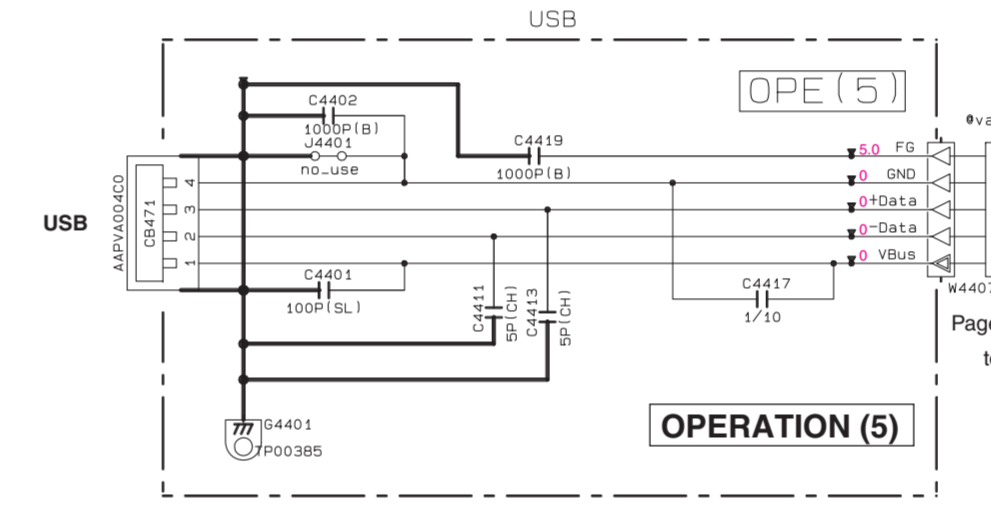 USB
OPE(5)
C4402
1000P(B)
J4401
no_use
C4419
1000P(B)
5.0 FG
0 GND
0 +Data
0 -Data
0 VBus
USB
AAPVA004C0
CB471
4
3
2
1
C4401
100P(SL)
C4411
5P(CH)
C4413
5P(CH)
C4417
1/10
W4407
Page
OPERATION (5)
G4401
TP00385